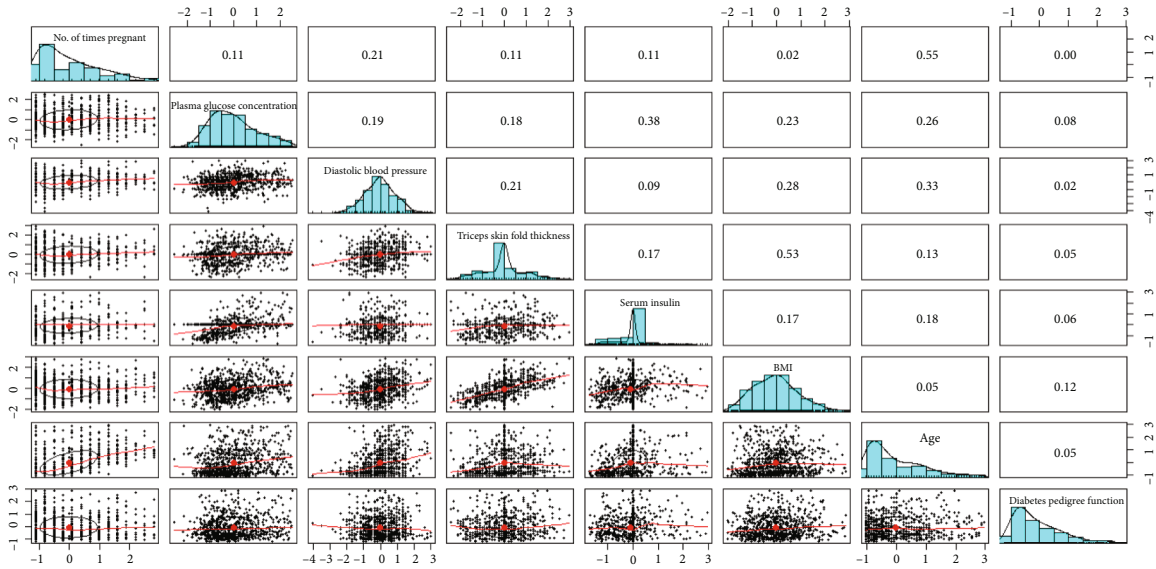 −2 −1 0 1 2
−2 −1 0 1 2 3
−2 −1 0 1 2 3
−1 0 1 2 3
No. of times pregnant
0.11 0.21 0.11 0.11 0.02 0.55 0.00
−1 1 2
−2 0 2
Plasma glucose concentration
0.19 0.18 0.38 0.23 0.26 0.08
Diastolic blood pressure
0.21 0.09 0.28 0.33 0.02
−4 −1 1 3
−2 0 2
Triceps skin fold thickness
0.17 0.53 0.13 0.05
Serum insulin
0.17 0.18 0.06
−1 1 3
−2 0 2
BMI
0.05 0.12
Age
0.05
−1 1 2 3
−1 0 1 2 3
Diabetes pedigree function
−1 0 1 2
−4 −3 −2 −1 0 1 2 3
−1 0 1 2 3
−1 0 1 2 3